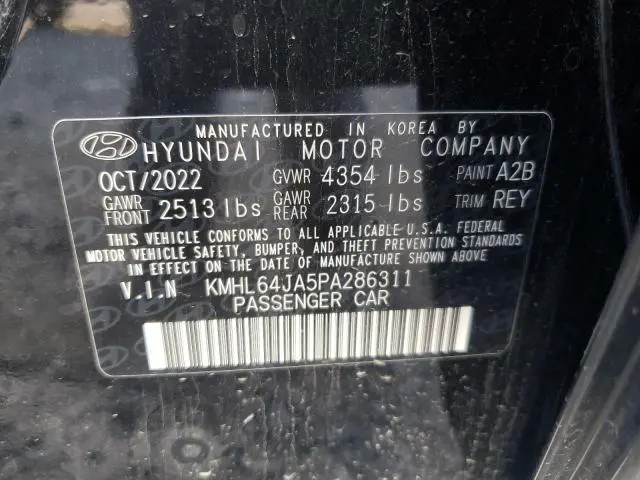 MANUFACTURED IN KOREA BY
HYUNDAI MOTOR COMPANY
OCT/2022 GVWR 4354 lbs PAINT A2B
GAWR FRONT 2513 lbs GAWR REAR 2315 lbs TRIM REY
THIS VEHICLE CONFORMS TO ALL APPLICABLE U.S.A. FEDERAL
MOTOR VEHICLE SAFETY, BUMPER, AND THEFT PREVENTION STANDARDS
IN EFFECT ON THE DATE OF MANUFACTURE SHOWN ABOVE
V.I.N KMHL64JA5PA286311
PASSENGER CAR